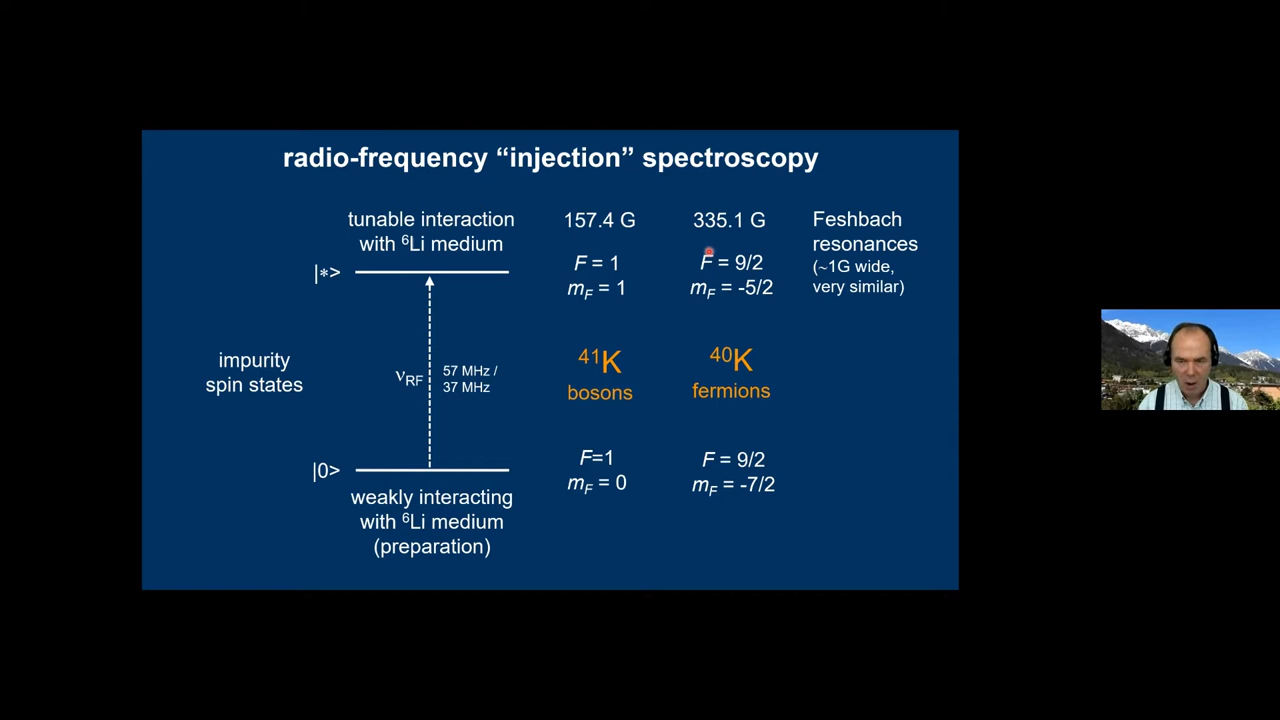 radio-frequency “injection” spectroscopy
tunable interaction
with ⁶Li medium
157.4 G
335.1 G
Feshbach
resonances
(~1G wide,
very similar)
|*>
F = 1
m_F = 1
F = 9/2
m_F = -5/2
impurity
spin states
ν_RF
57 MHz /
37 MHz
⁴¹K
bosons
⁴⁰K
fermions
|0>
F=1
m_F = 0
F = 9/2
m_F = -7/2
weakly interacting
with ⁶Li medium
(preparation)